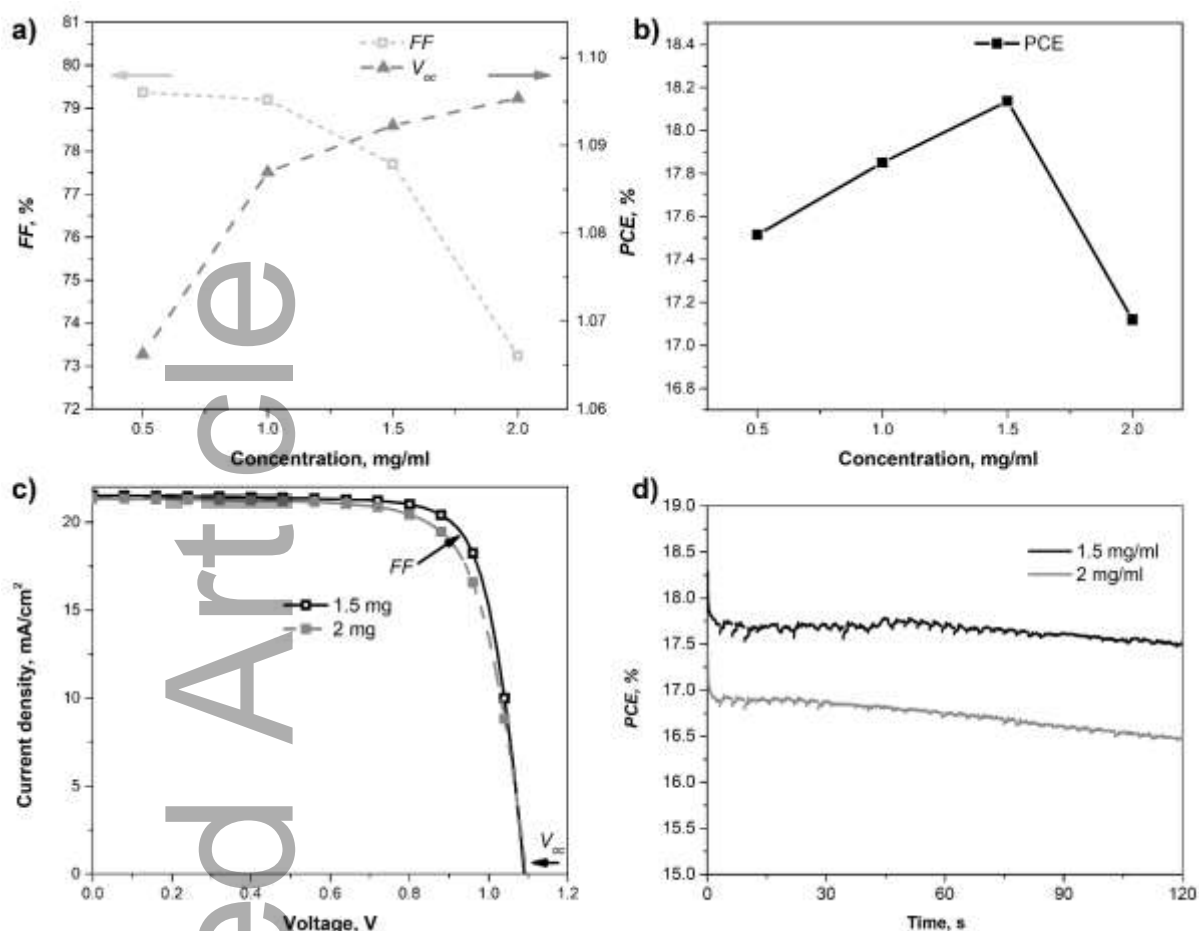 a)
FF
Voc
81
80
79
78
77
76
75
74
73
72
FF, %
1.10
1.09
1.08
1.07
1.06
0.5 1.0 1.5 2.0
Concentration, mg/ml
b)
PCE
18.4
18.2
18.0
17.8
17.6
17.4
17.2
17.0
16.8
PCE, %
0.5 1.0 1.5 2.0
Concentration, mg/ml
c)
20
15
10
5
0
Current density, mA/cm²
FF
1.5 mg
2 mg
Voc
0.0 0.2 0.4 0.6 0.8 1.0 1.2
Voltage, V
d)
1.5 mg/ml
2 mg/ml
19.0
18.5
18.0
17.5
17.0
16.5
16.0
15.5
15.0
PCE, %
0 30 60 90 120
Time, s
ed Article